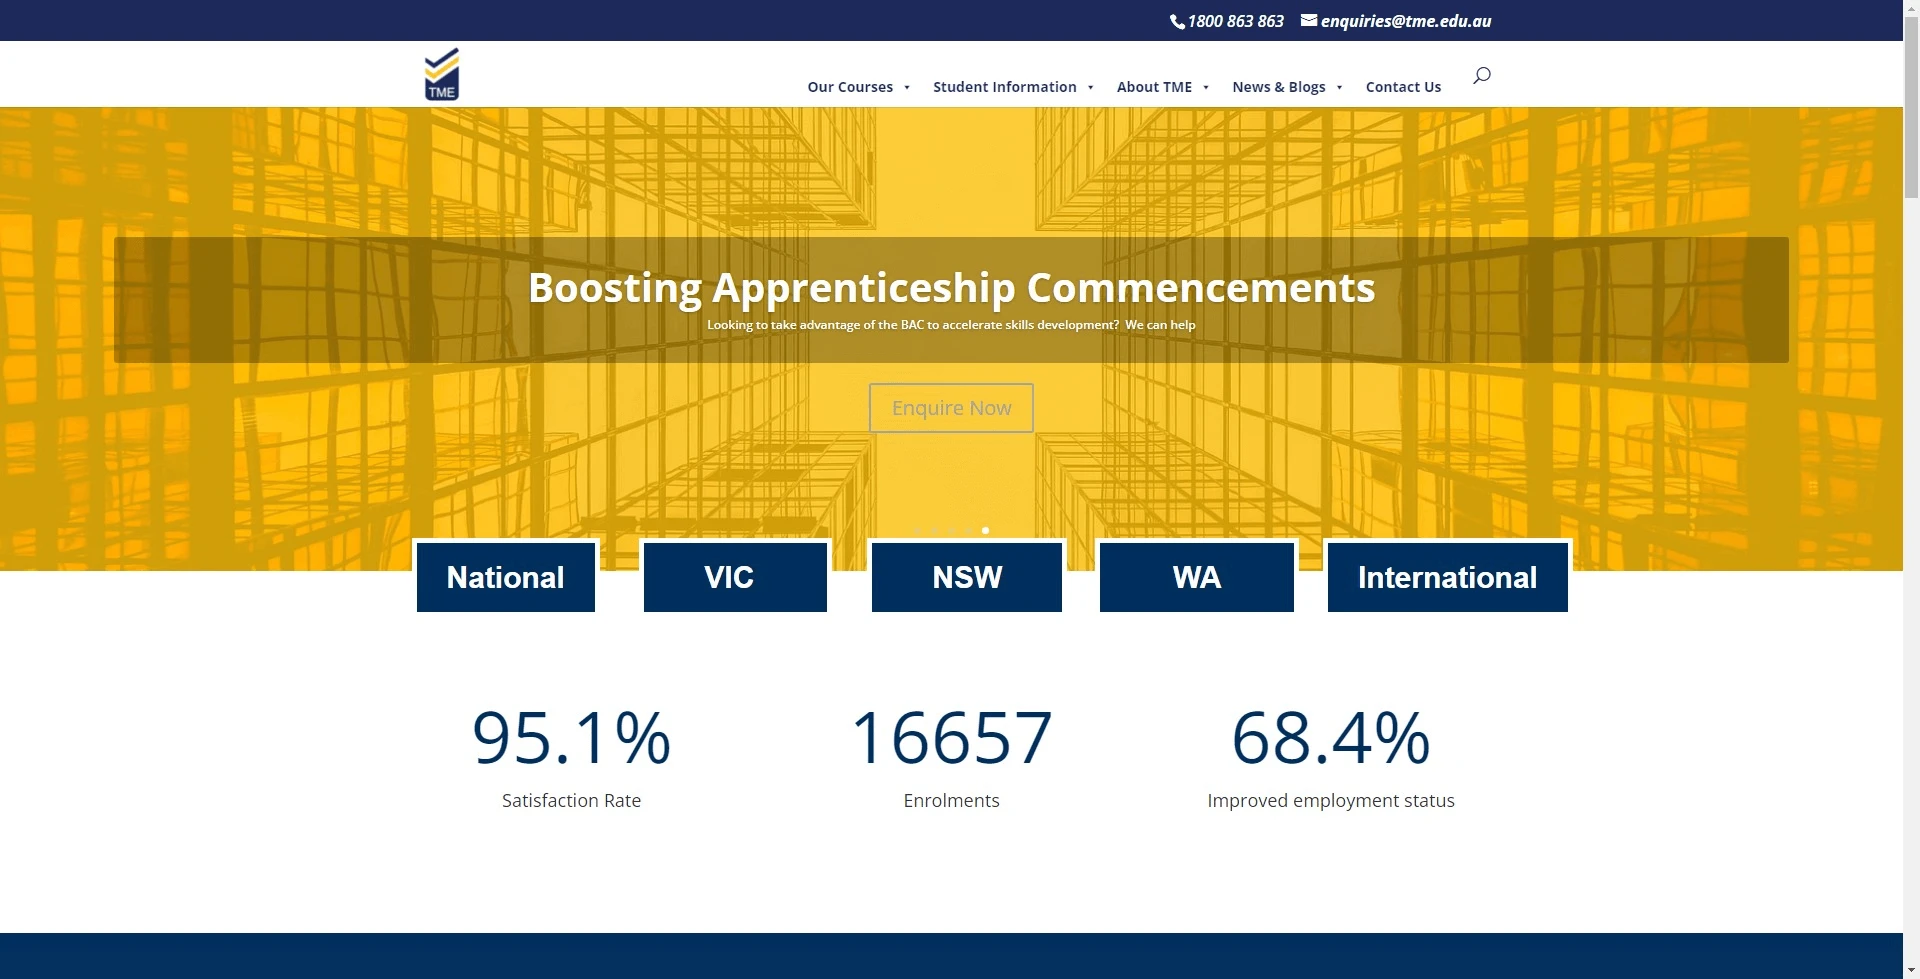 1800 863 863 enquiries@tme.edu.au
TME
Our Courses Student Information About TME News & Blogs Contact Us
Boosting Apprenticeship Commencements
Looking to take advantage of the BAC to accelerate skills development? We can help
Enquire Now
National VIC NSW WA International
95.1% 16657 68.4%
Satisfaction Rate Enrolments Improved employment status